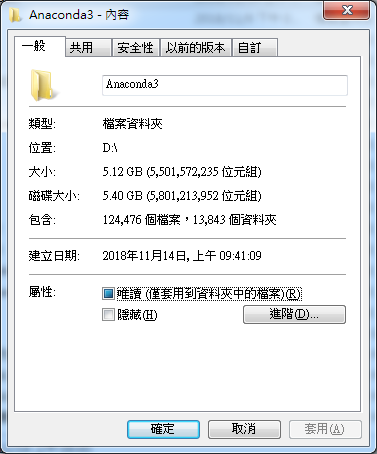 Anaconda3 - 內容
一般
共用
安全性
以前的版本
自訂
Anaconda3
類型: 檔案資料夾
位置: D:\
大小: 5.12 GB (5,501,572,235 位元組)
磁碟大小: 5.40 GB (5,801,213,952 位元組)
包含: 124,476 個檔案，13,843 個資料夾
建立日期: 2018年11月14日, 上午 09:41:09
屬性: 唯讀 (僅套用到資料夾中的檔案)(R)
隱藏(H) 進階(D)...
確定 取消 套用(A)